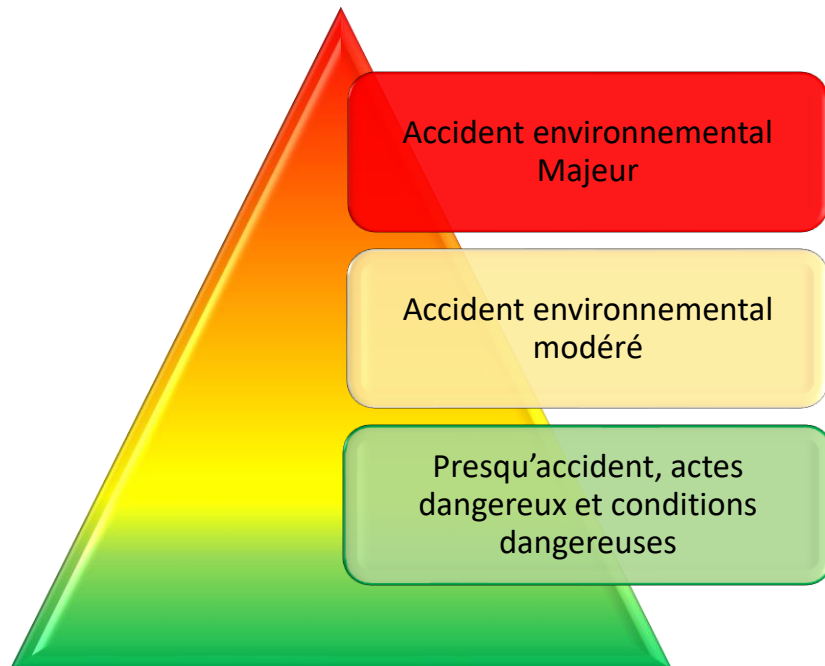 Accident environnemental
Majeur
Accident environnemental
modéré
Presqu’accident, actes
dangereux et conditions
dangereuses